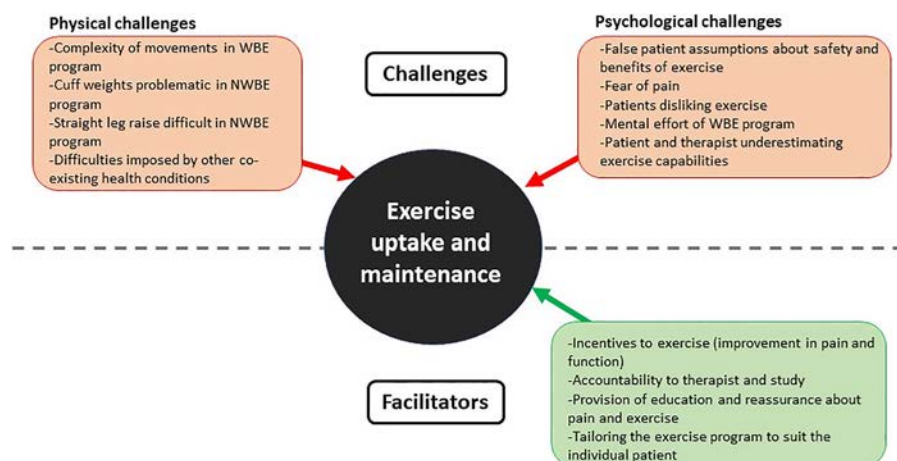 Physical challenges
-Complexity of movements in WBE
program
-Cuff weights problematic in NWBE
program
-Straight leg raise difficult in NWBE
program
-Difficulties imposed by other co-
existing health conditions
Challenges
Psychological challenges
-False patient assumptions about safety and
benefits of exercise
-Fear of pain
-Patients disliking exercise
-Mental effort of WBE program
-Patient and therapist underestimating
exercise capabilities
Exercise
uptake and
maintenance
Facilitators
-Incentives to exercise (improvement in pain and
function)
-Accountability to therapist and study
-Provision of education and reassurance about
pain and exercise
-Tailoring the exercise program to suit the
individual patient